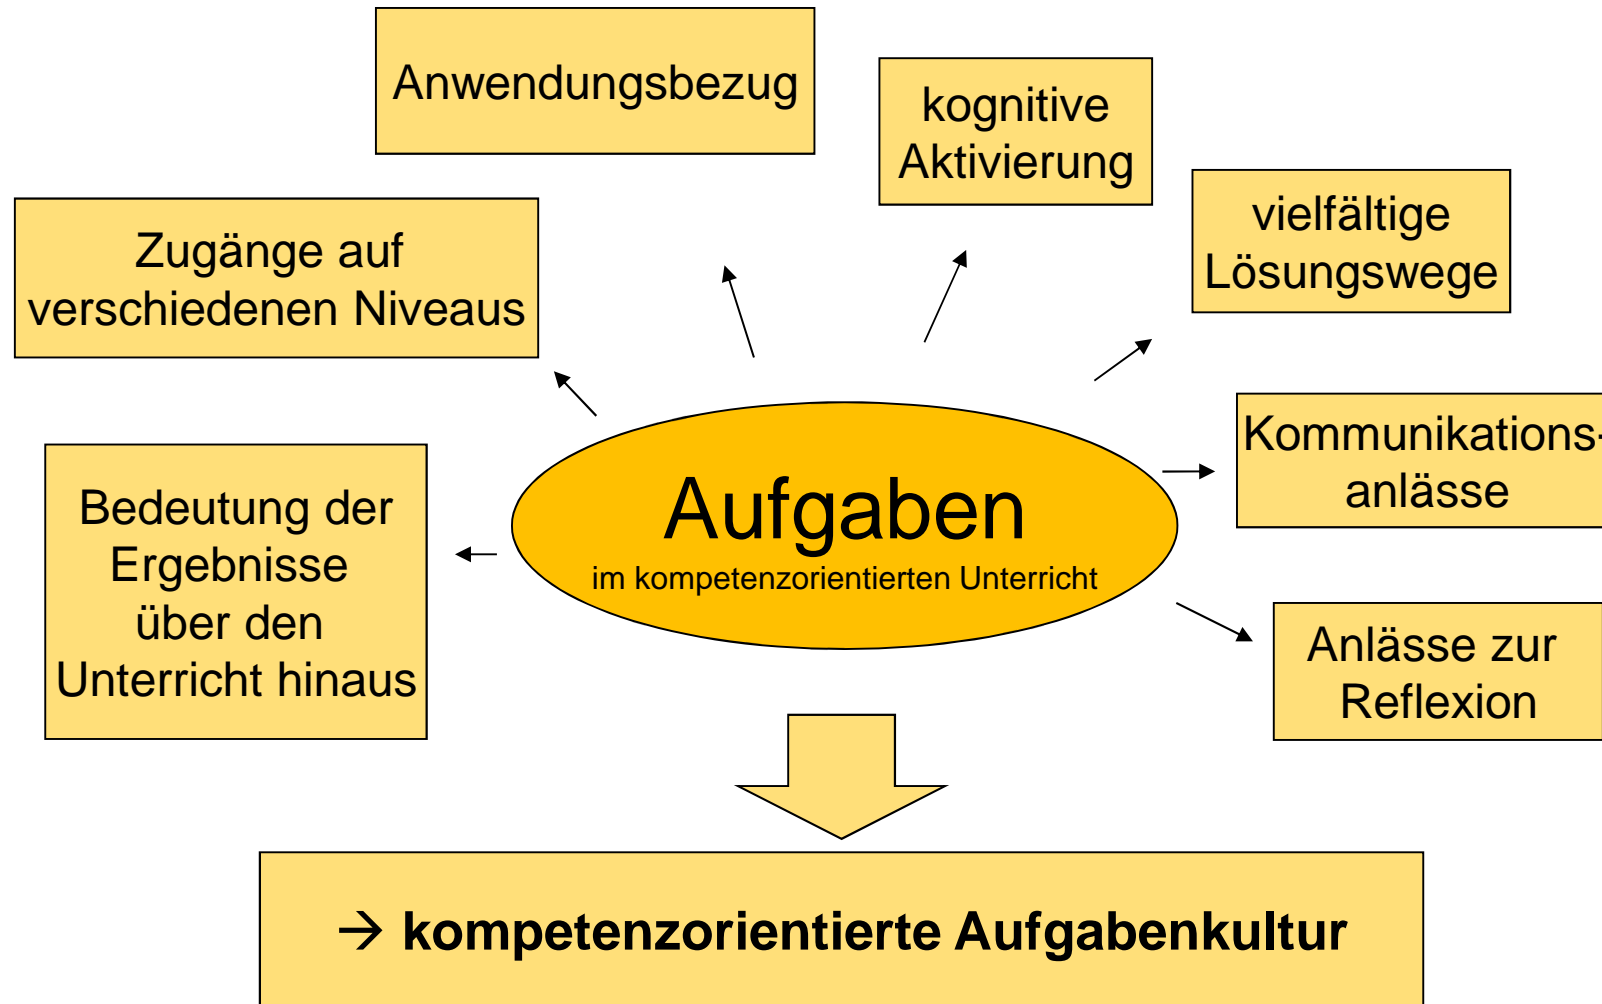 Anwendungsbezug
kognitive
Aktivierung
vielfältige
Lösungswege
Zugänge auf
verschiedenen Niveaus
Kommunikations-
anlässe
Aufgaben
im kompetenzorientierten Unterricht
Bedeutung der
Ergebnisse
über den
Unterricht hinaus
Anlässe zur
Reflexion
→ kompetenzorientierte Aufgabenkultur